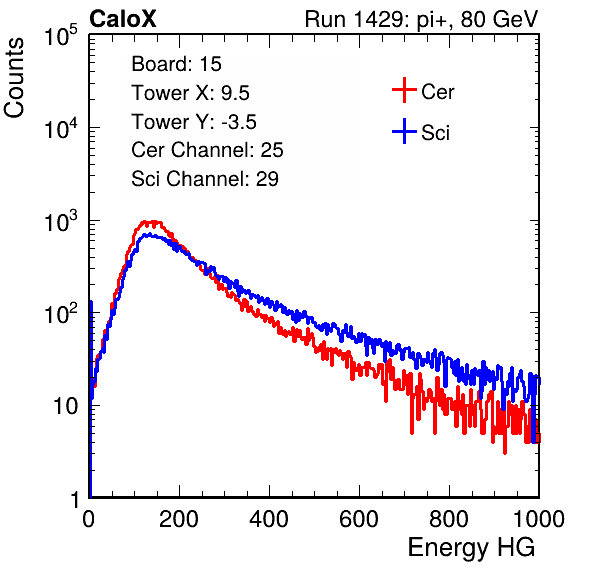 CaloX Run 1429: pi+, 80 GeV
Counts
10^5
10^4
10^3
10^2
10
1
Board: 15
Tower X: 9.5
Tower Y: -3.5
Cer Channel: 25
Sci Channel: 29
Cer
Sci
0 200 400 600 800 1000
Energy HG